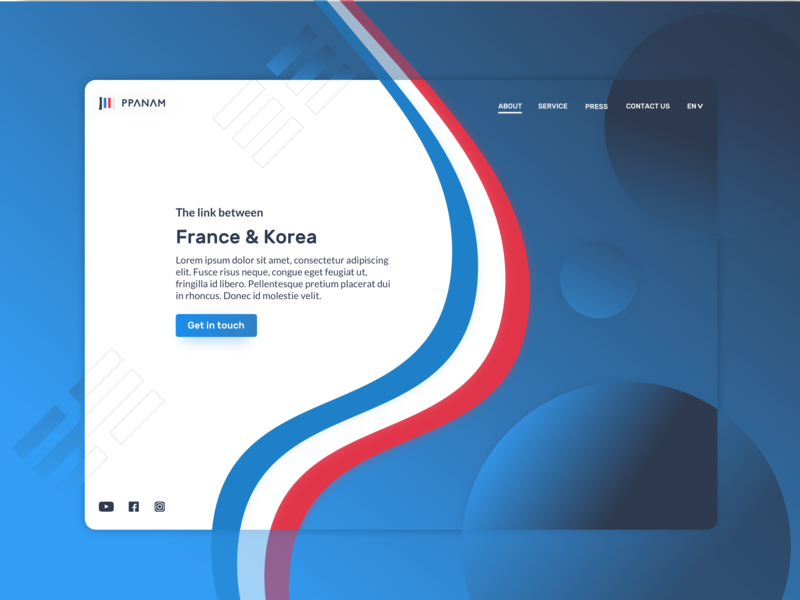 PPANAM
ABOUT SERVICE PRESS CONTACT US EN
The link between
France & Korea
Lorem ipsum dolor sit amet, consectetur adipiscing
elit. Fusce risus neque, congue eget feugiat ut,
fringilla id libero. Pellentesque pretium placerat dui
in rhoncus. Donec id molestie velit.
Get in touch